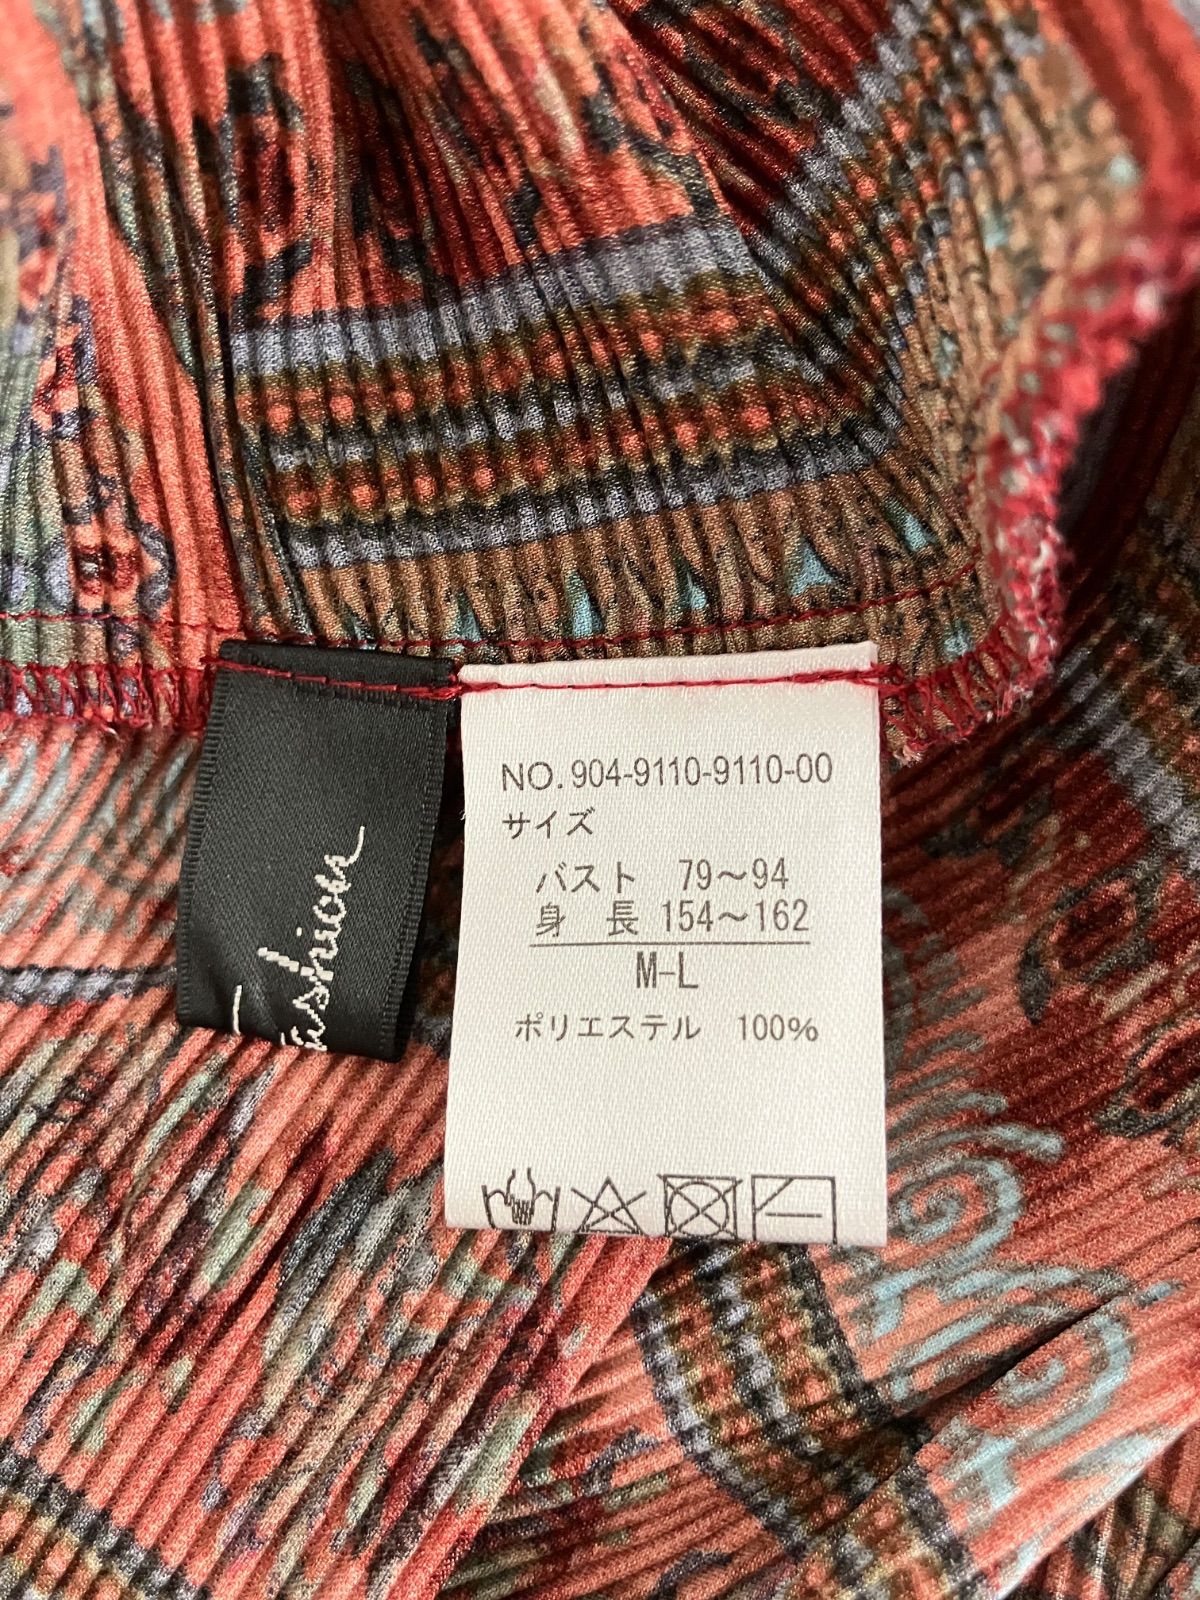 Fashion
NO. 904-9110-9110-00
サイズ
バスト 79～94
身 長 154～162
M-L
ポリエステル 100%